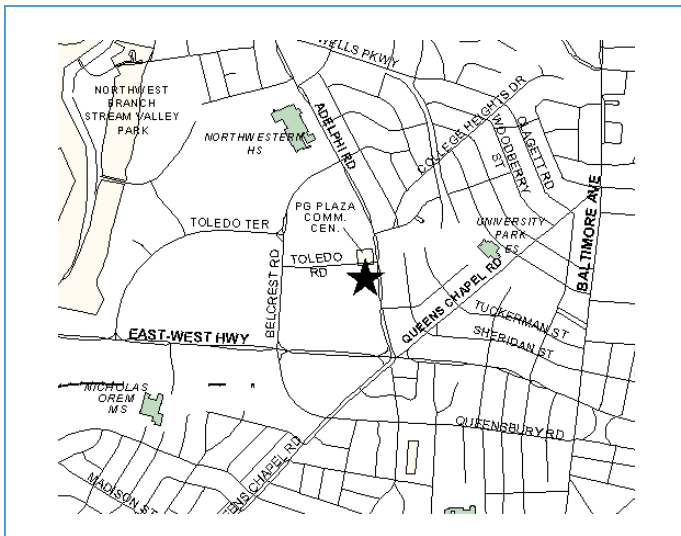 WELLS PKWY
NORTHWEST
BRANCH
STREAM VALLEY
PARK
ADELPHI RD
COLLEGE HEIGHTS DR
CLAGETT RD
WOODBERRY
ST
NORTHWESTERN
HS
PG PLAZA
COMM.
CEN.
TOLEDO TER
UNIVERSITY
PARK
ES
BALTIMORE AVE
BELCREST RD
TOLEDO
RD
QUEENS CHAPEL RD
TUCKERMAN ST
SHERIDAN ST
EAST-WEST HWY
NICHOLAS
OREM
MS
QUEENSBURY RD
MADISON ST
ENS CHAPEL RD